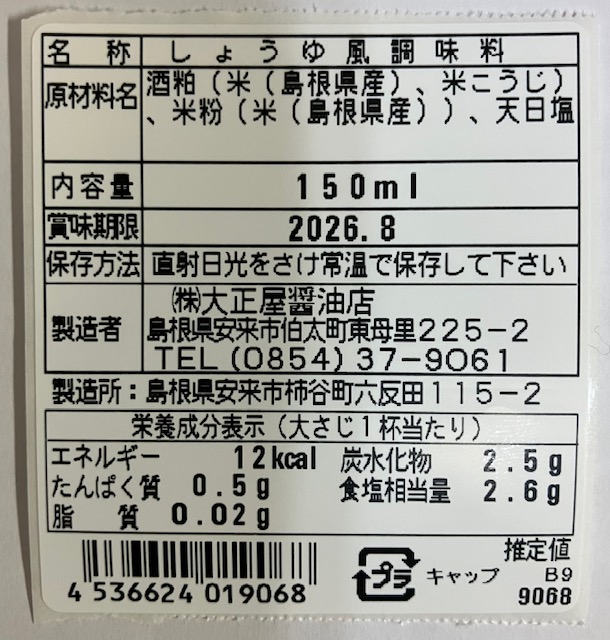 名称 しょうゆ風調味料
原材料名 酒粕（米（島根県産）、米こうじ）
、米粉（米（島根県産））、天日塩
内容量 150ml
賞味期限 2026.8
保存方法 直射日光をさけ常温で保存して下さい
㈱大正屋醤油店
製造者 島根県安来市伯太町東母里225-2
TEL (0854) 37-9061
製造所：島根県安来市柿谷町六反田115-2
栄養成分表示（大さじ1杯当たり）
エネルギー 12kcal 炭水化物 2.5g
たんぱく質 0.5g 食塩相当量 2.6g
脂質 0.02g
推定値
プラ キャップ B9
4 536624 019068 9068